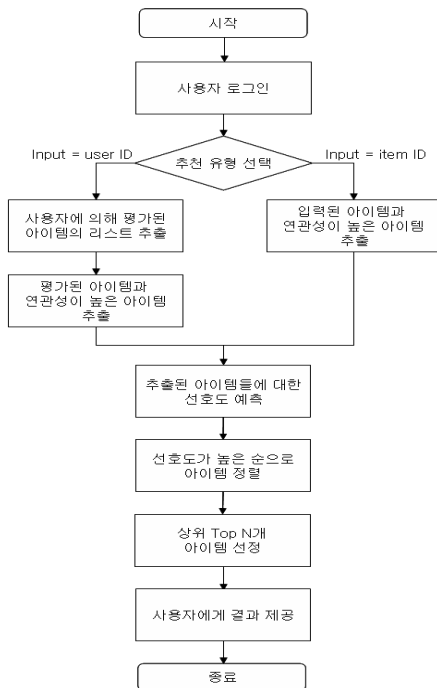 시작
사용자 로그인
Input = user ID
추천 유형 선택
Input = item ID
사용자에 의해 평가된
아이템의 리스트 추출
평가된 아이템과
연관성이 높은 아이템
추출
입력된 아이템과
연관성이 높은 아이템
추출
추출된 아이템들에 대한
선호도 예측
선호도가 높은 순으로
아이템 정렬
상위 Top N개
아이템 선정
사용자에게 결과 제공
종료